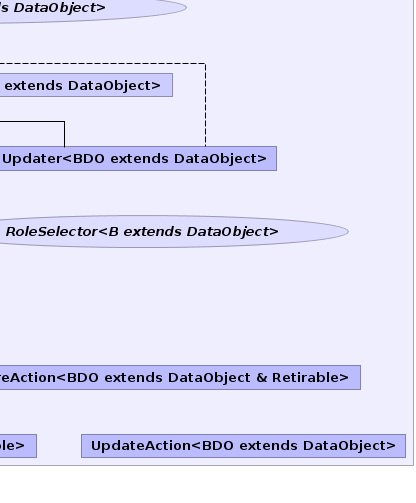 DataObject>
extends DataObject>
Updater<BDO extends DataObject>
RoleSelector<B extends DataObject>
eAction<BDO extends DataObject & Retirable>
le>
UpdateAction<BDO extends DataObject>